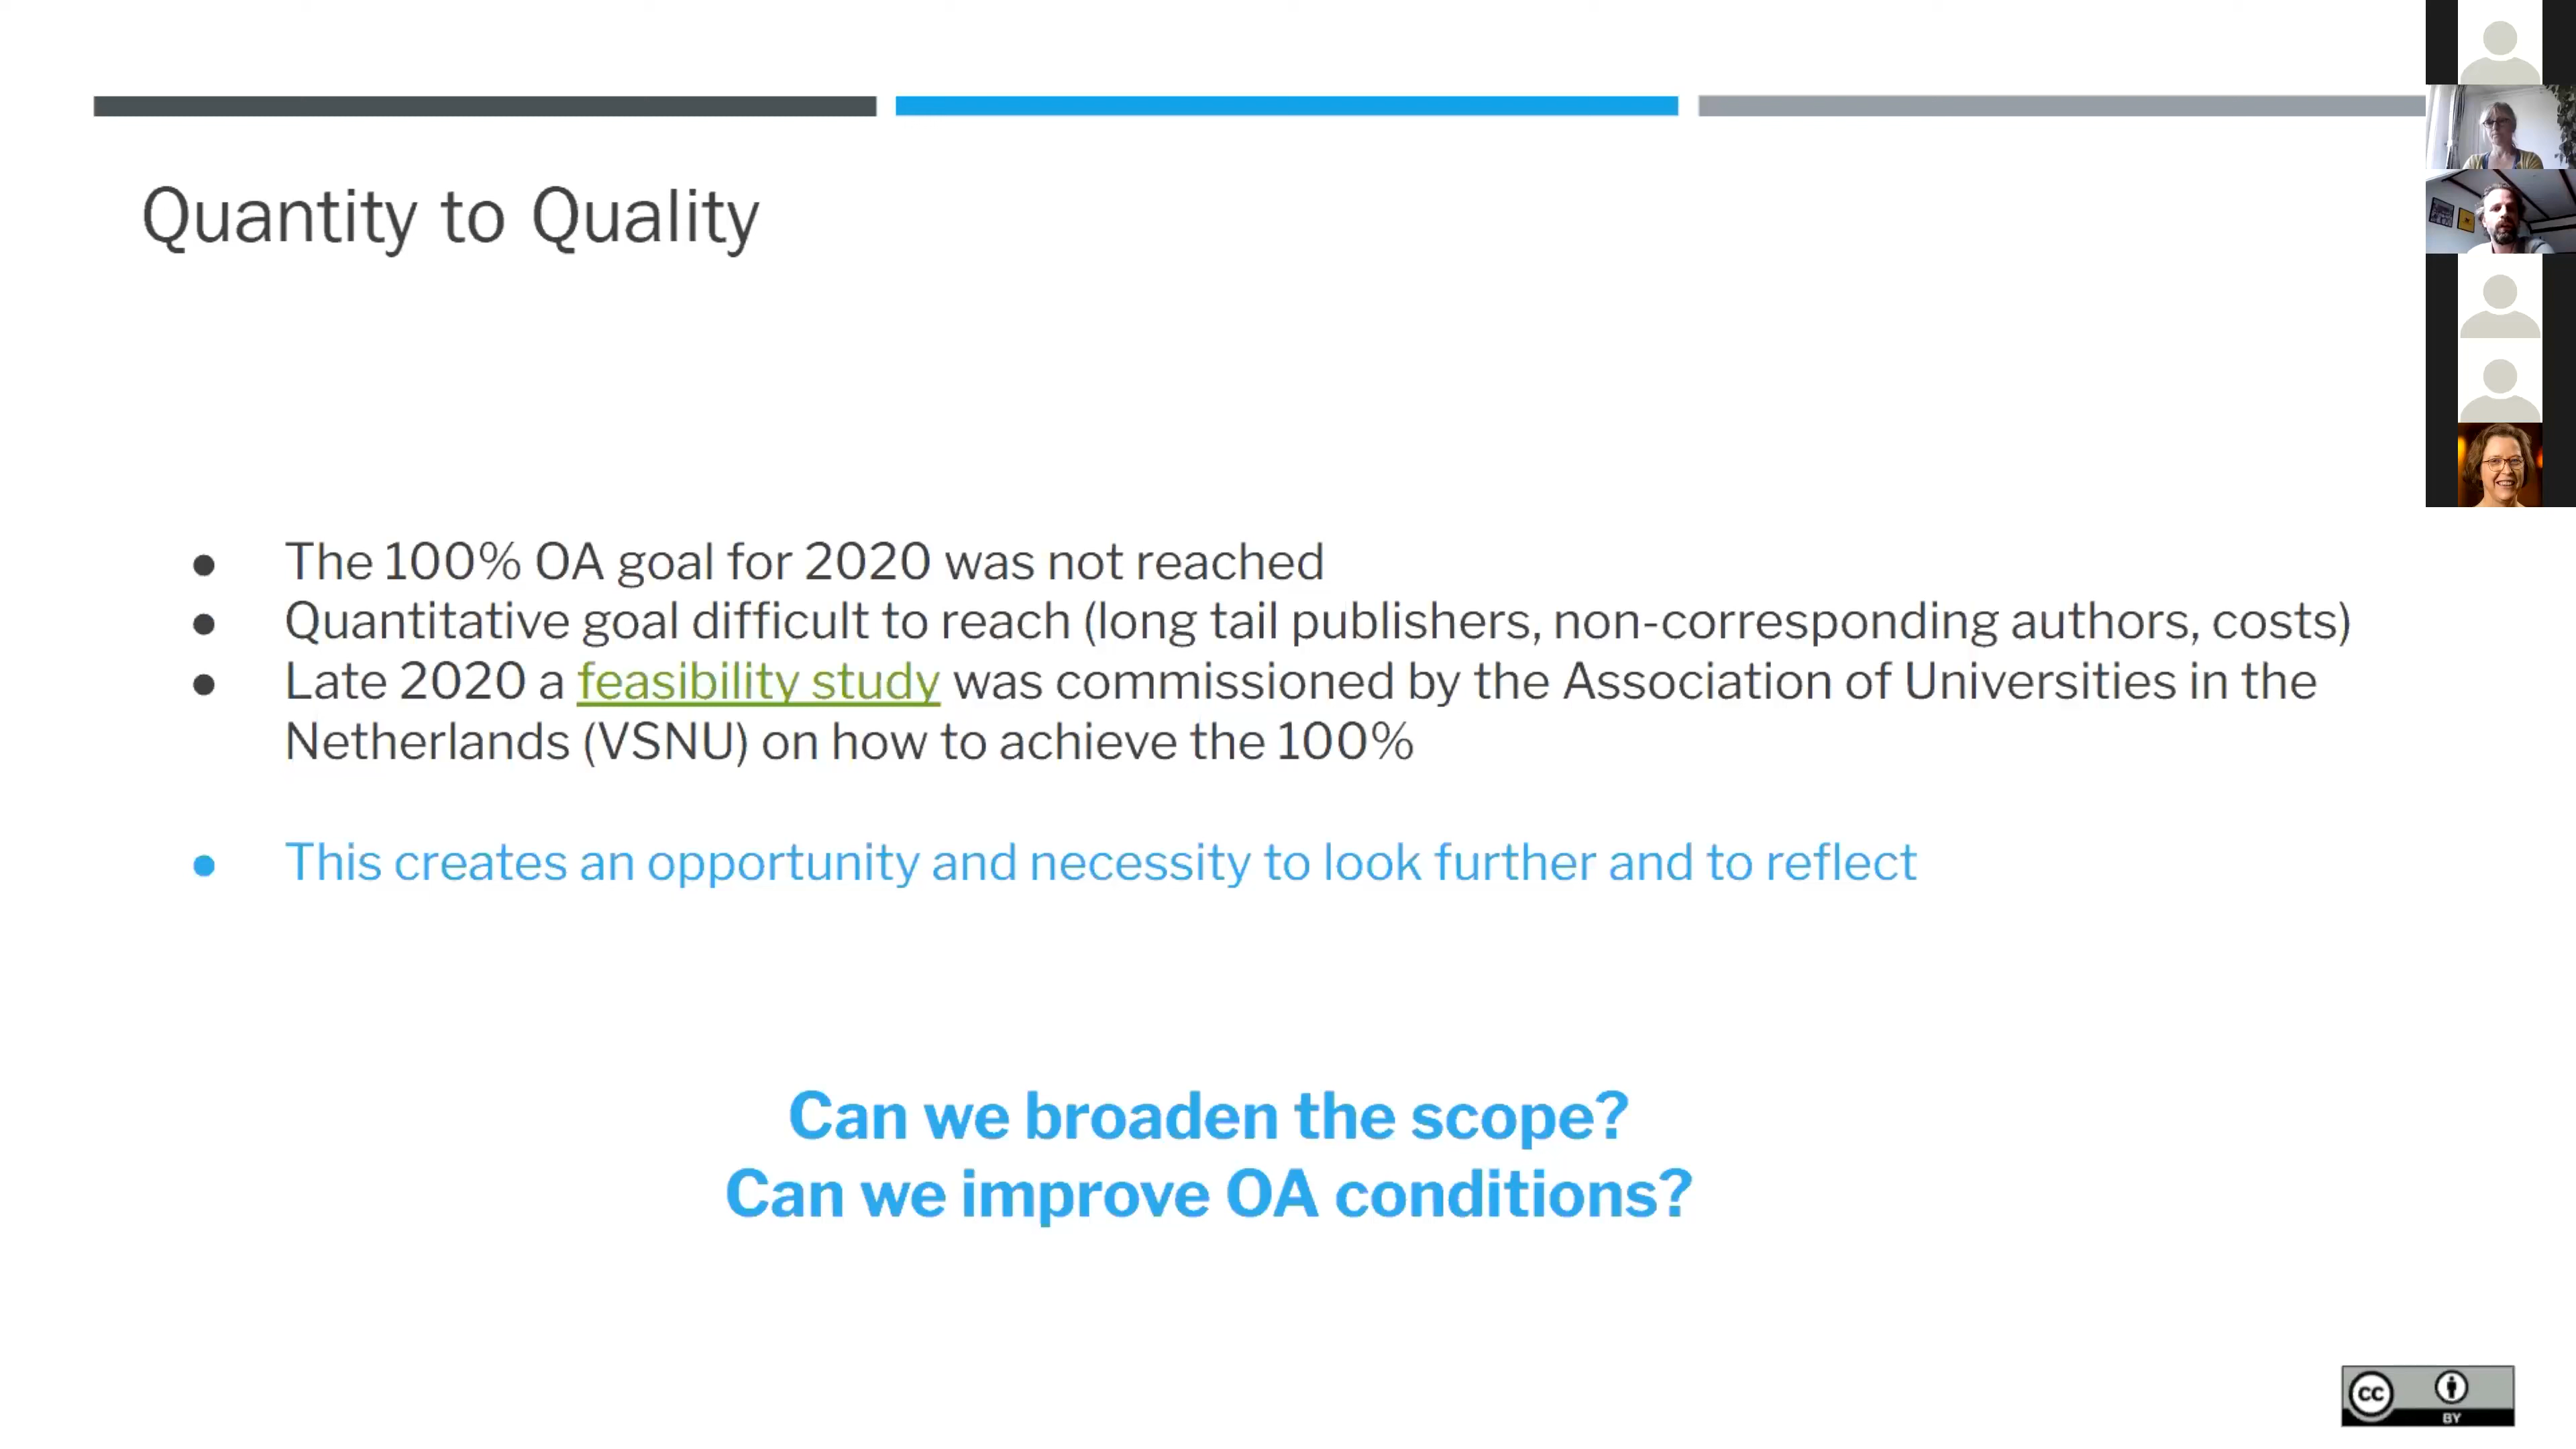 Quantity to Quality
● The 100% OA goal for 2020 was not reached
● Quantitative goal difficult to reach (long tail publishers, non-corresponding authors, costs)
● Late 2020 a feasibility study was commissioned by the Association of Universities in the
Netherlands (VSNU) on how to achieve the 100%
● This creates an opportunity and necessity to look further and to reflect
Can we broaden the scope?
Can we improve OA conditions?
cc
BY